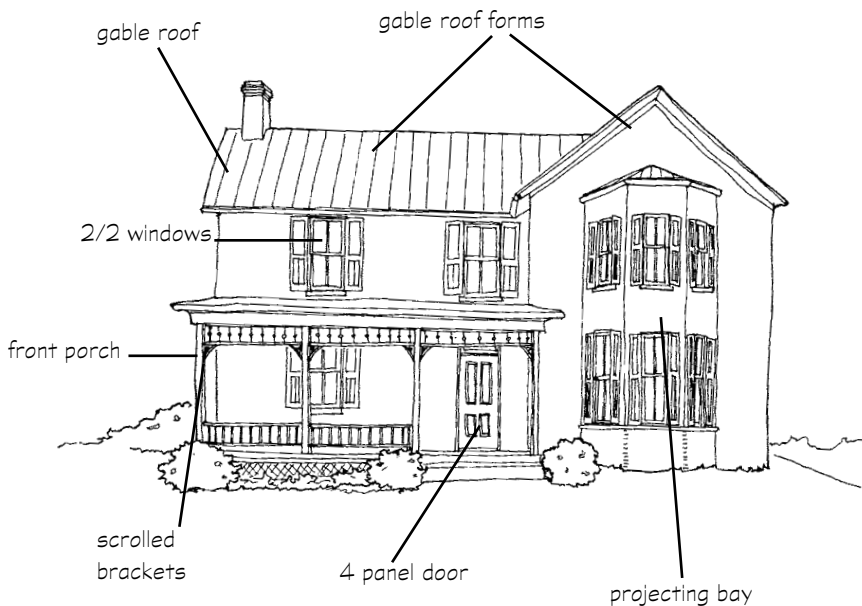 gable roof forms
gable roof
2/2 windows
front porch
scrolled
brackets
4 panel door
projecting bay